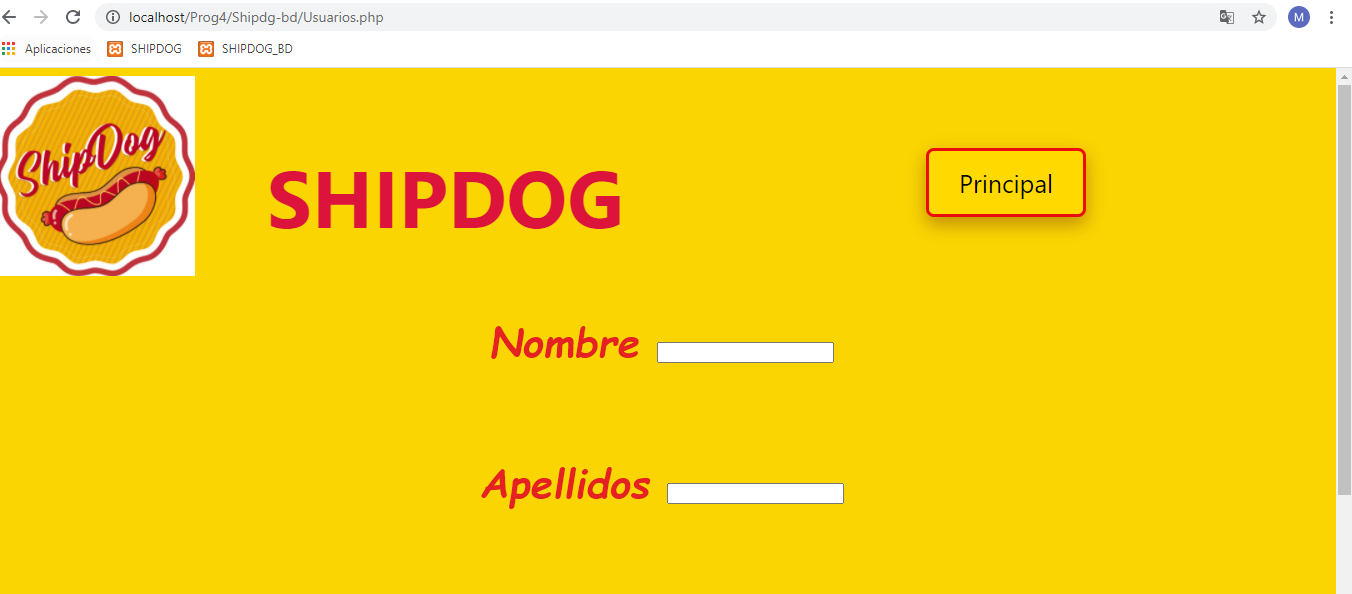 localhost/Prog4/Shipdg-bd/Usuarios.php
M
Aplicaciones SHIPDOG SHIPDOG_BD
ShipDog
SHIPDOG
Principal
Nombre
Apellidos